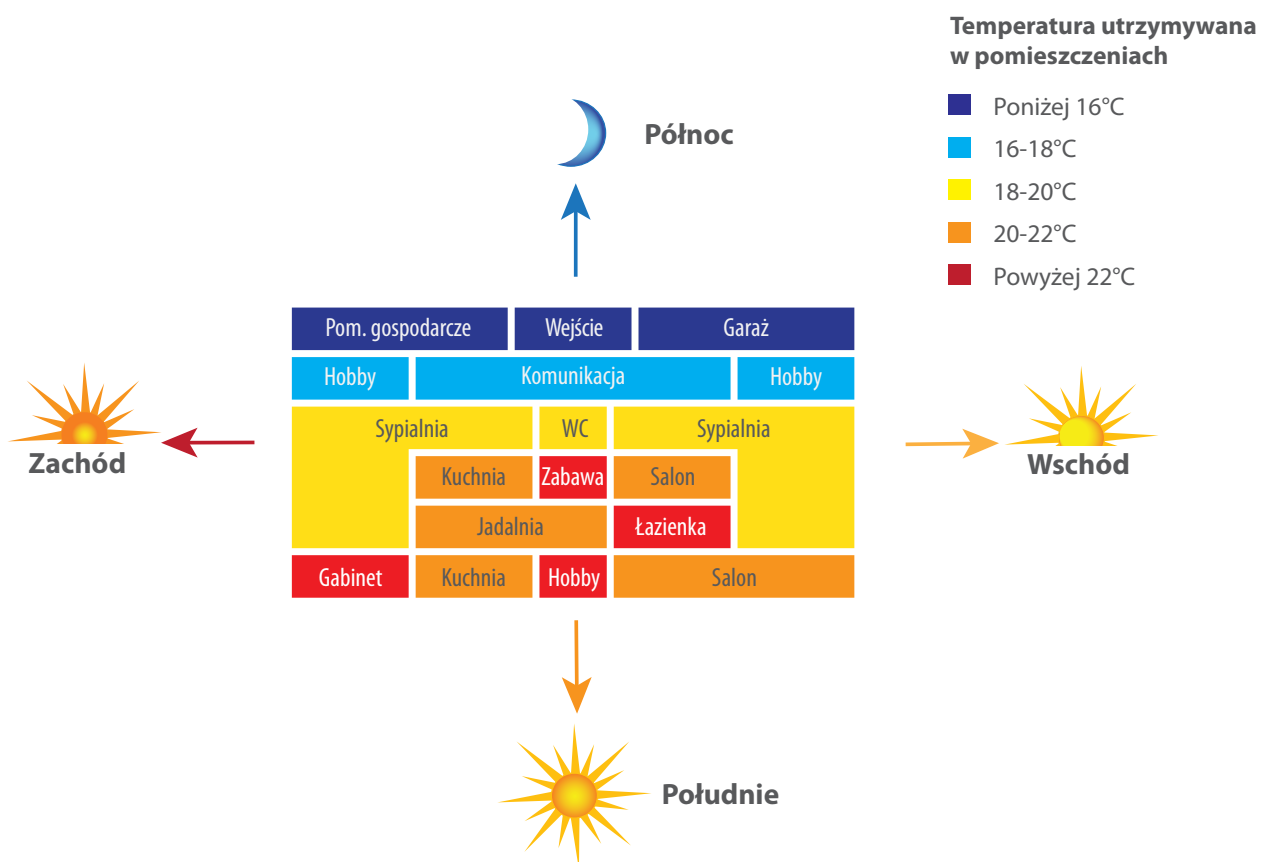 Temperatura utrzymywana
w pomieszczeniach
Poniżej 16°C
16-18°C
18-20°C
20-22°C
Powyżej 22°C
Północ
Pom. gospodarcze Wejście Garaż
Hobby Komunikacja Hobby
Sypialnia WC Sypialnia
Zachód
Wschód
Kuchnia Zabawa Salon
Jadalnia Łazienka
Gabinet Kuchnia Hobby Salon
Południe